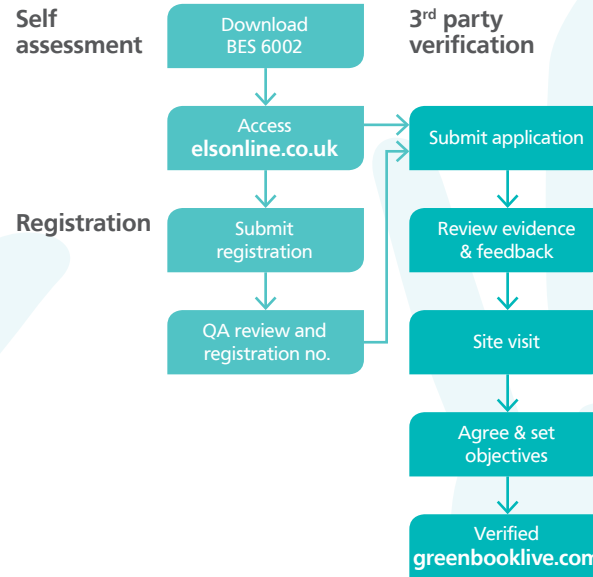 Self
assessment
Download
BES 6002
3rd party
verification
Access
elsonline.co.uk
Submit application
Registration
Submit
registration
Review evidence
& feedback
QA review and
registration no.
Site visit
Agree & set
objectives
Verified
greenbooklive.com